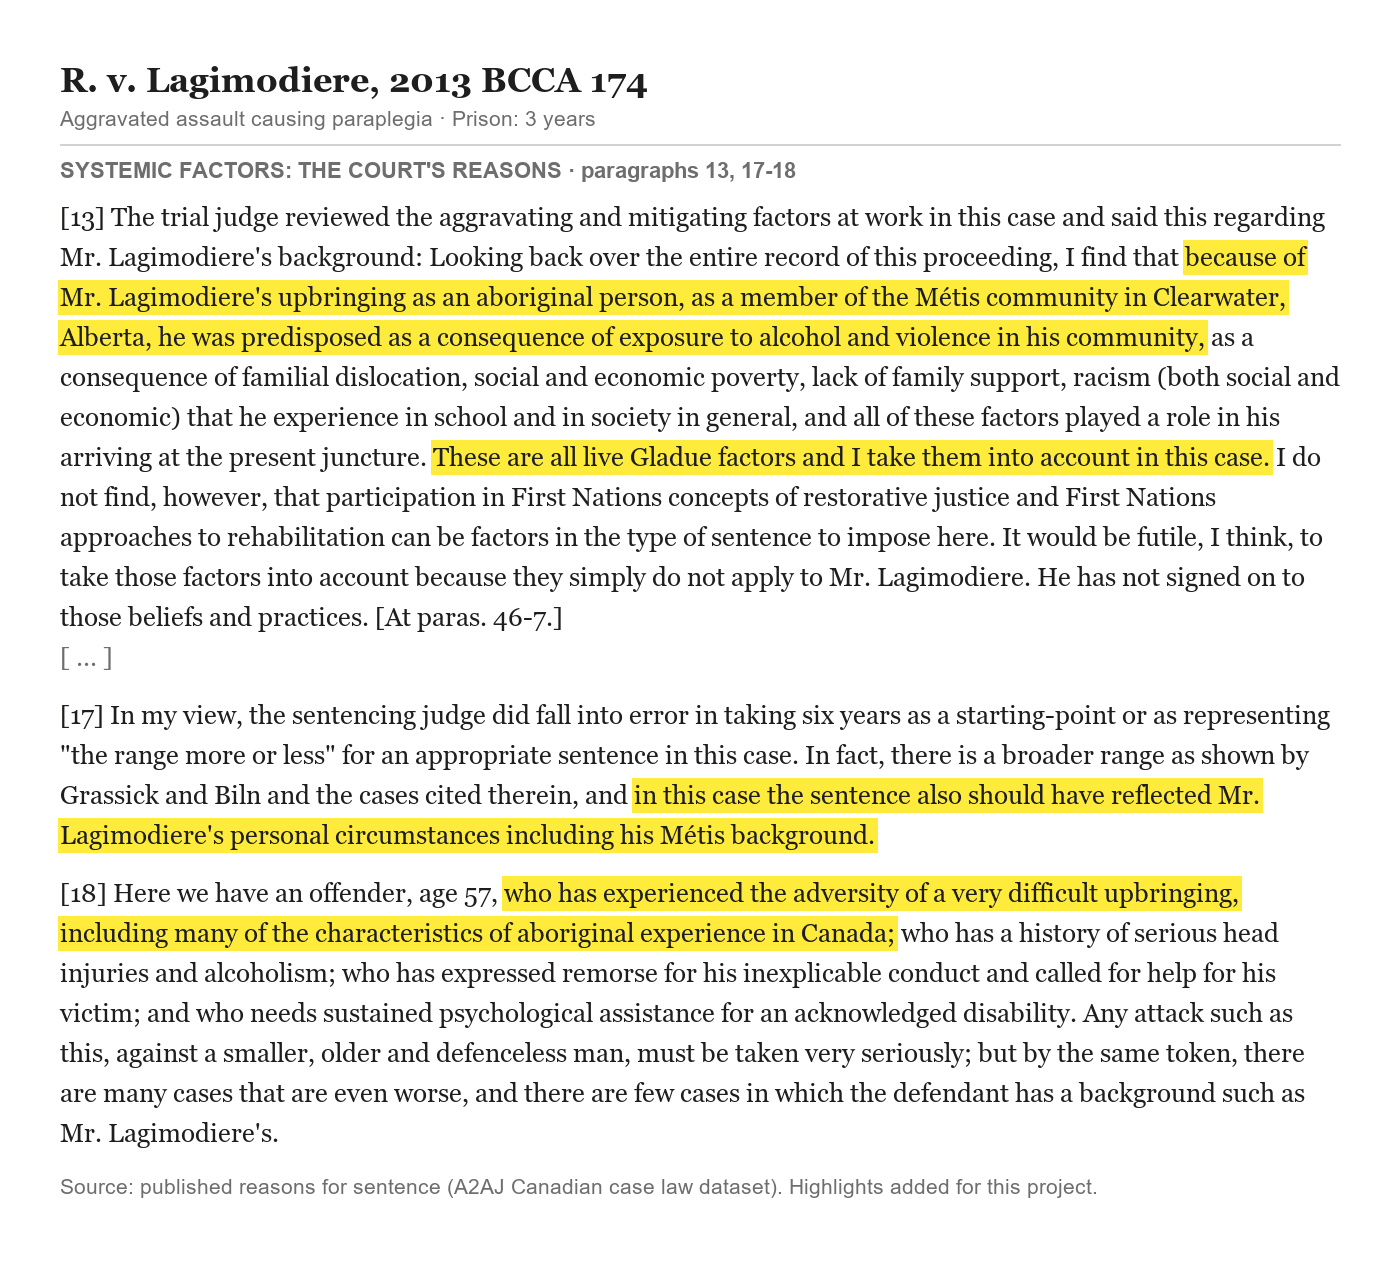 R. v. Lagimodiere, 2013 BCCA 174
Aggravated assault causing paraplegia · Prison: 3 years
SYSTEMIC FACTORS: THE COURT'S REASONS · paragraphs 13, 17-18
[13] The trial judge reviewed the aggravating and mitigating factors at work in this case and said this regarding
Mr. Lagimodiere's background: Looking back over the entire record of this proceeding, I find that because of
Mr. Lagimodiere's upbringing as an aboriginal person, as a member of the Métis community in Clearwater,
Alberta, he was predisposed as a consequence of exposure to alcohol and violence in his community, as a
consequence of familial dislocation, social and economic poverty, lack of family support, racism (both social and
economic) that he experience in school and in society in general, and all of these factors played a role in his
arriving at the present juncture. These are all live Gladue factors and I take them into account in this case. I do
not find, however, that participation in First Nations concepts of restorative justice and First Nations
approaches to rehabilitation can be factors in the type of sentence to impose here. It would be futile, I think, to
take those factors into account because they simply do not apply to Mr. Lagimodiere. He has not signed on to
those beliefs and practices. [At paras. 46-7.]
[ ... ]
[17] In my view, the sentencing judge did fall into error in taking six years as a starting-point or as representing
"the range more or less" for an appropriate sentence in this case. In fact, there is a broader range as shown by
Grassick and Biln and the cases cited therein, and in this case the sentence also should have reflected Mr.
Lagimodiere's personal circumstances including his Métis background.
[18] Here we have an offender, age 57, who has experienced the adversity of a very difficult upbringing,
including many of the characteristics of aboriginal experience in Canada; who has a history of serious head
injuries and alcoholism; who has expressed remorse for his inexplicable conduct and called for help for his
victim; and who needs sustained psychological assistance for an acknowledged disability. Any attack such as
this, against a smaller, older and defenceless man, must be taken very seriously; but by the same token, there
are many cases that are even worse, and there are few cases in which the defendant has a background such as
Mr. Lagimodiere's.
Source: published reasons for sentence (A2AJ Canadian case law dataset). Highlights added for this project.